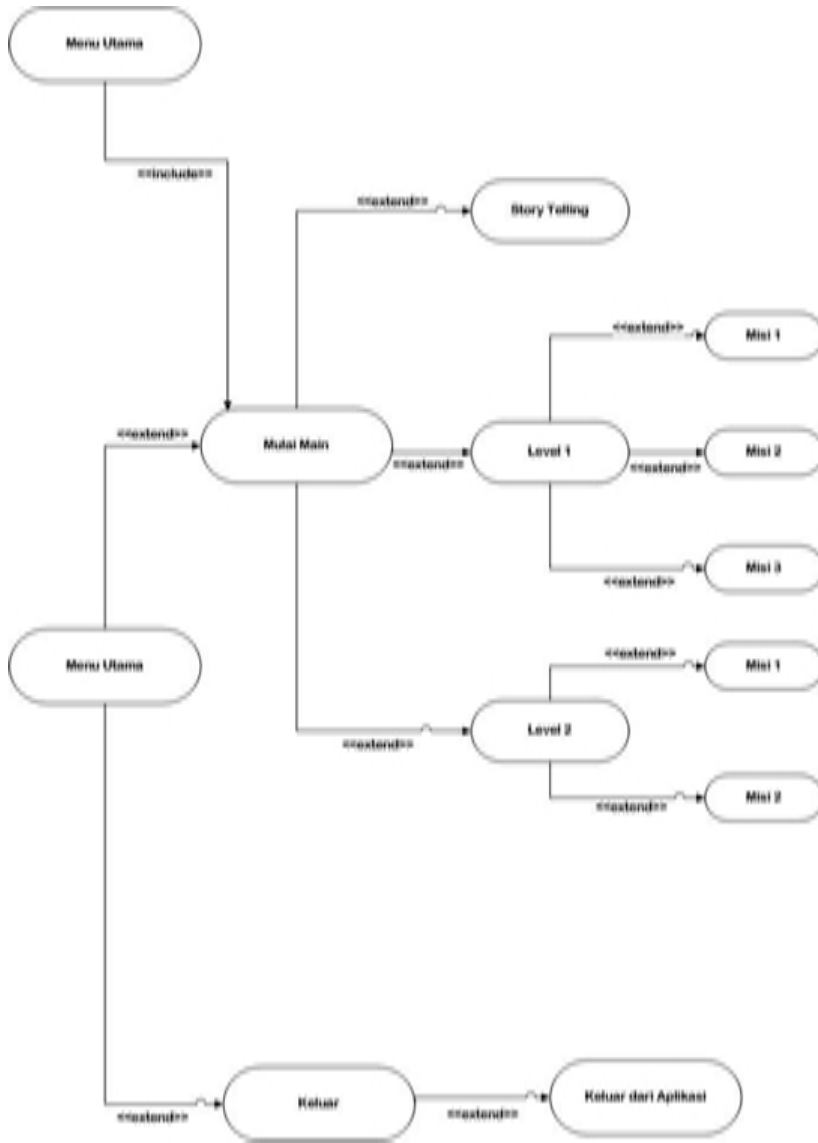 Menu Utama
<<include>>
<<extend>>
Story Telling
<<extend>>
Misi 1
<<extend>>
Mulai Main
<<extend>>
Level 1
<<extend>>
Misi 2
<<extend>>
Misi 3
<<extend>>
Misi 1
Menu Utama
<<extend>>
Level 2
<<extend>>
Misi 2
<<extend>>
Keluar
<<extend>>
Keluar dari Aplikasi
<<extend>>